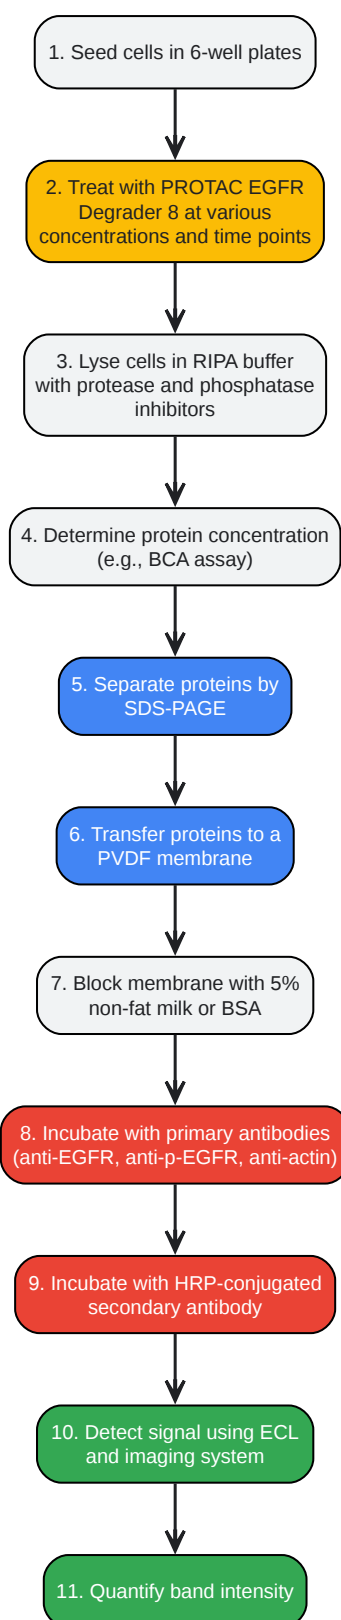 1. Seed cells in 6-well plates
2. Treat with PROTAC EGFR
Degrader 8 at various
concentrations and time points
3. Lyse cells in RIPA buffer
with protease and phosphatase
inhibitors
4. Determine protein concentration
(e.g., BCA assay)
5. Separate proteins by
SDS-PAGE
6. Transfer proteins to a
PVDF membrane
7. Block membrane with 5%
non-fat milk or BSA
8. Incubate with primary antibodies
(anti-EGFR, anti-p-EGFR, anti-actin)
9. Incubate with HRP-conjugated
secondary antibody
10. Detect signal using ECL
and imaging system
11. Quantify band intensity